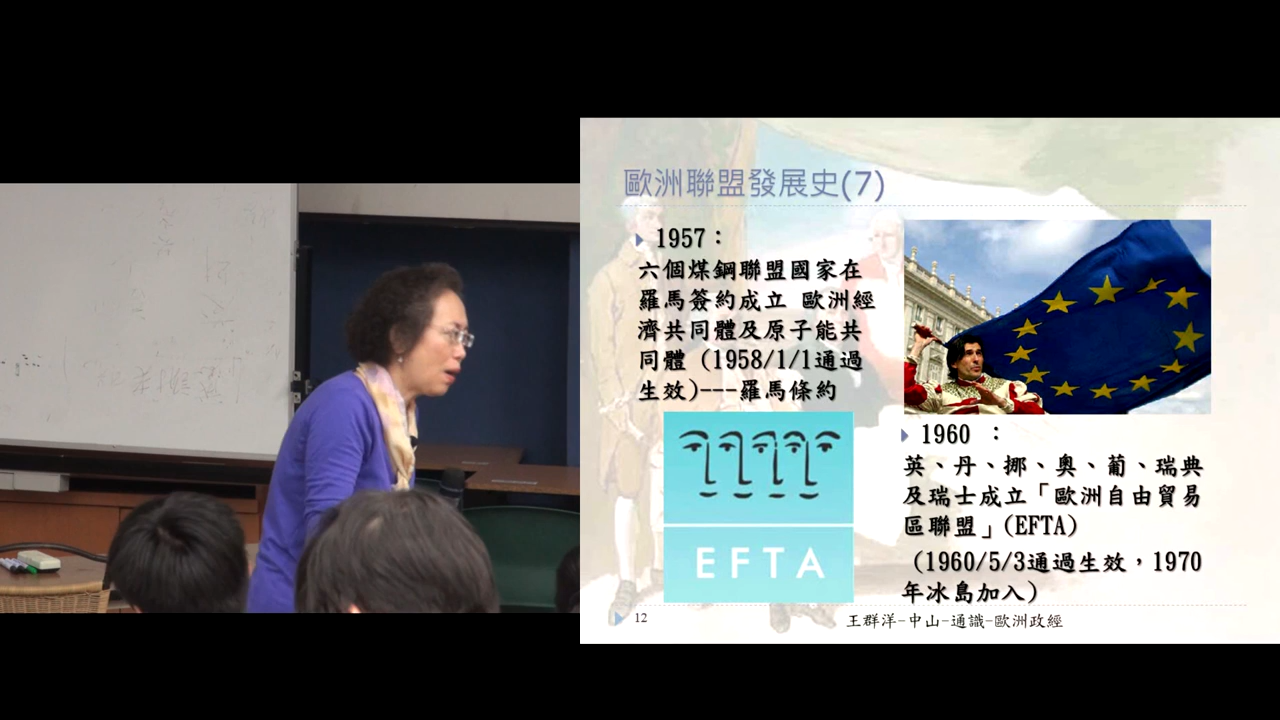 歐洲聯盟發展史(7)
1957：
六個煤鋼聯盟國家在
羅馬簽約成立 歐洲經
濟共同體及原子能共
同體 (1958/1/1通過
生效)---羅馬條約
EFTA
1960 ：
英、丹、挪、奧、葡、瑞典
及瑞士成立「歐洲自由貿易
區聯盟」(EFTA)
(1960/5/3通過生效，1970
年冰島加入)
12
王群洋-中山-通識-歐洲政經